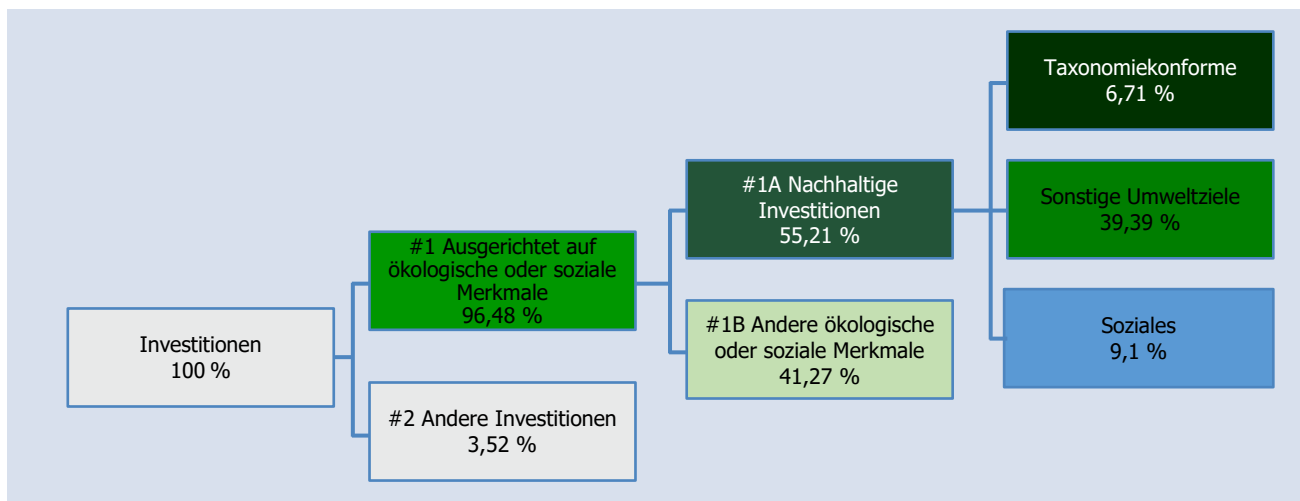 Investitionen
100 %
#1 Ausgerichtet auf
ökologische oder soziale
Merkmale
96,48 %
#2 Andere Investitionen
3,52 %
#1A Nachhaltige
Investitionen
55,21 %
#1B Andere ökologische
oder soziale Merkmale
41,27 %
Taxonomiekonforme
6,71 %
Sonstige Umweltziele
39,39 %
Soziales
9,1 %